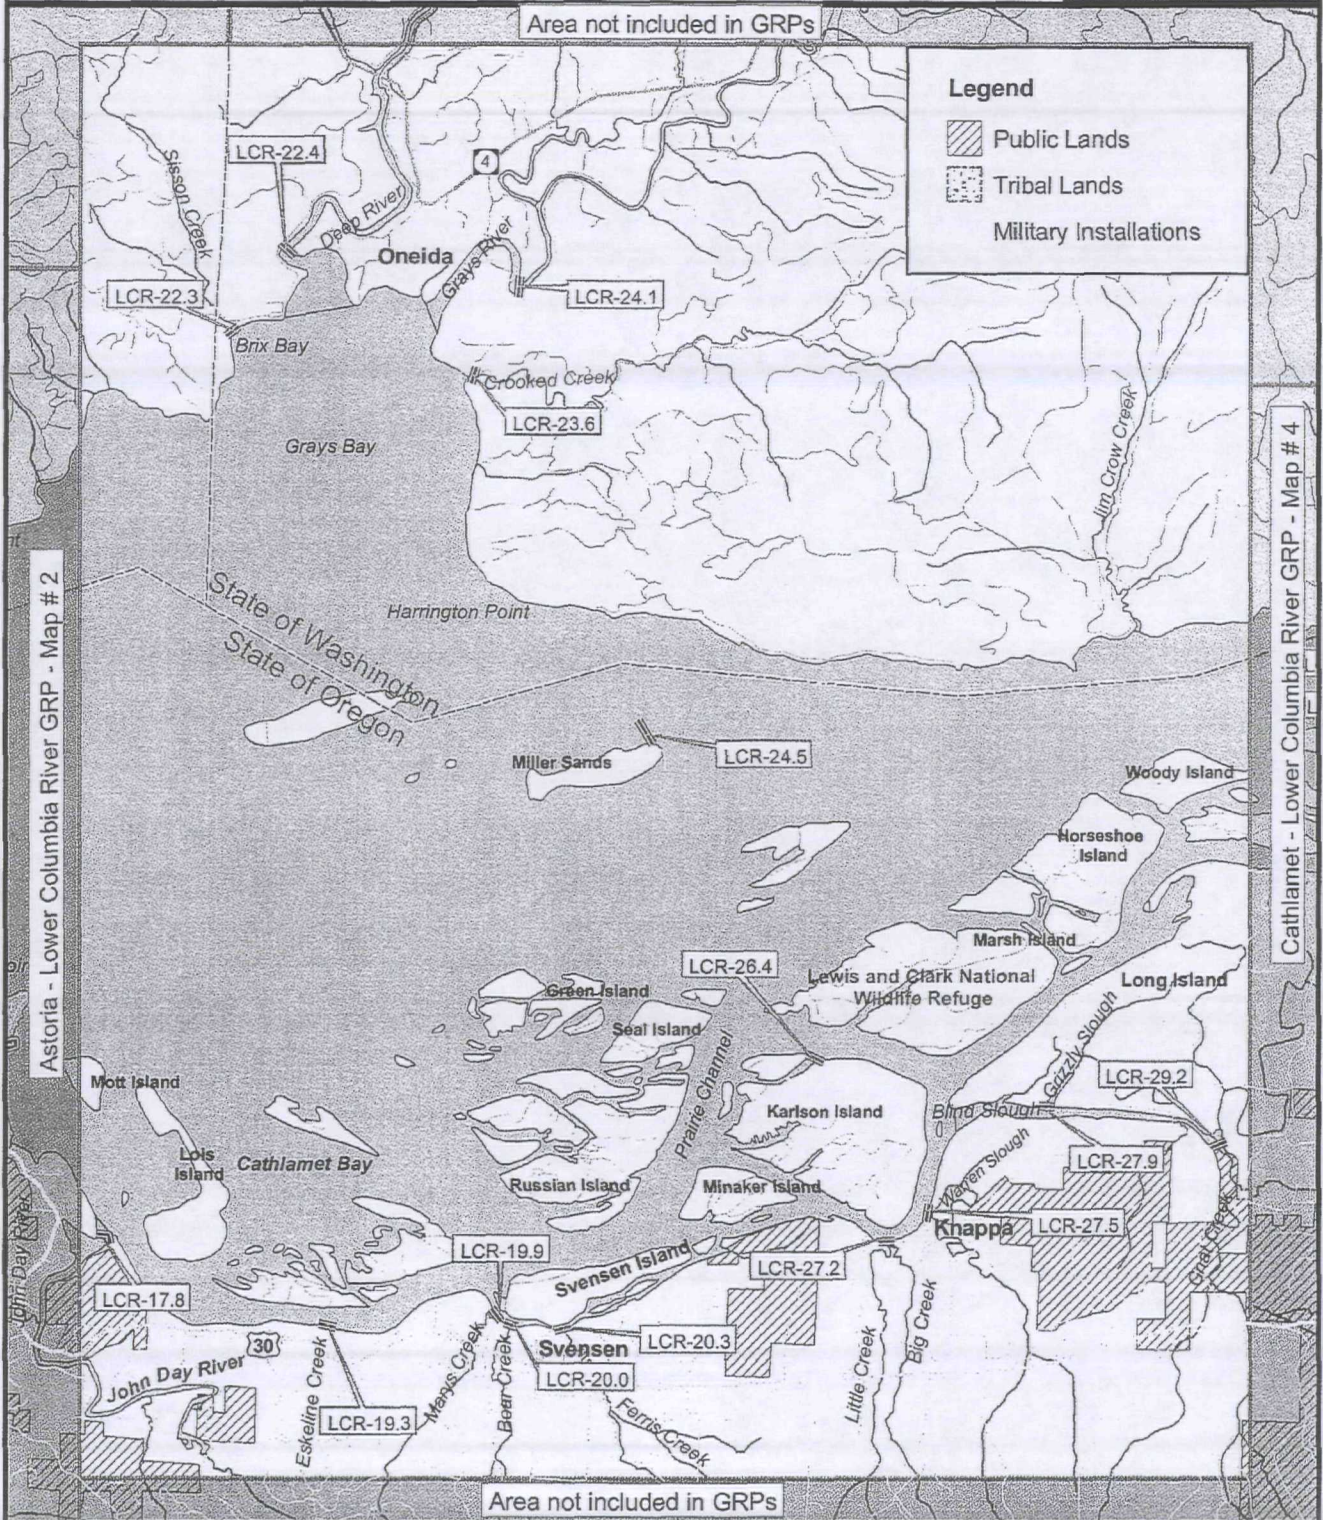 Area not included in GRPs
Legend
Public Lands
Tribal Lands
Military Installations
LCR-22.4
4
Sisson Creek
Deep River
Oneida
Grays River
LCR-22.3
LCR-24.1
Brix Bay
Crooked Creek
LCR-23.6
Jim Crow Creek
Grays Bay
Astoria - Lower Columbia River GRP - Map # 2
Cathlamet - Lower Columbia River GRP - Map # 4
State of Washington
State of Oregon
Harrington Point
Miller Sands
LCR-24.5
Woody Island
Horseshoe
Island
Marsh Island
LCR-26.4
Lewis and Clark National
Wildlife Refuge
Long Island
Green Island
Seal Island
Prairie Channel
Grizzly Slough
LCR-29.2
Mott Island
Karlson Island
Blind Slough
Lois
Island
Cathlamet Bay
Warren Slough
LCR-27.9
Russian Island
Minaker Island
Knappa
LCR-27.5
John Day River
LCR-19.9
Svensen Island
LCR-27.2
Gnat Creek
LCR-17.8
30
LCR-20.3
Svensen
LCR-20.0
John Day River
Eskeline Creek
LCR-19.3
Marys Creek
Bear Creek
Ferris Creek
Little Creek
Big Creek
Area not included in GRPs